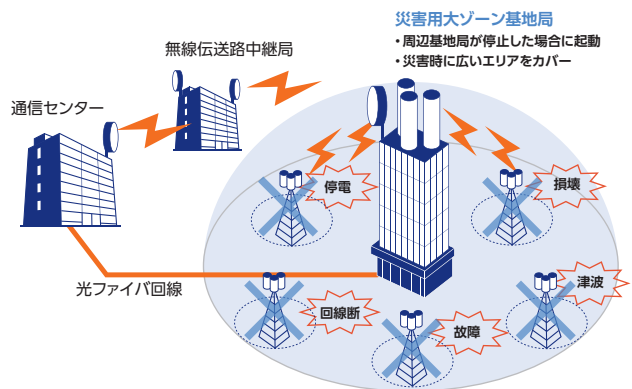 災害用大ゾーン基地局
・周辺基地局が停止した場合に起動
・災害時に広いエリアをカバー
無線伝送路中継局
通信センター
停電
損壊
光ファイバ回線
回線断
故障
津波